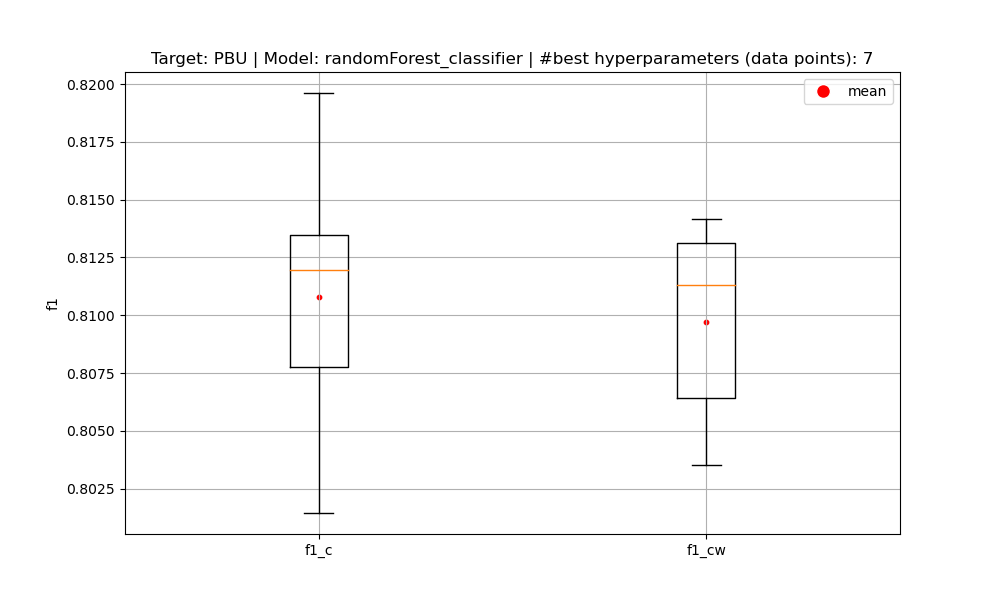 Target: PBU | Model: randomForest_classifier | #best hyperparameters (data points): 7
mean
0.8200
0.8175
0.8150
0.8125
0.8100
0.8075
0.8050
0.8025
f1
f1_c
f1_cw